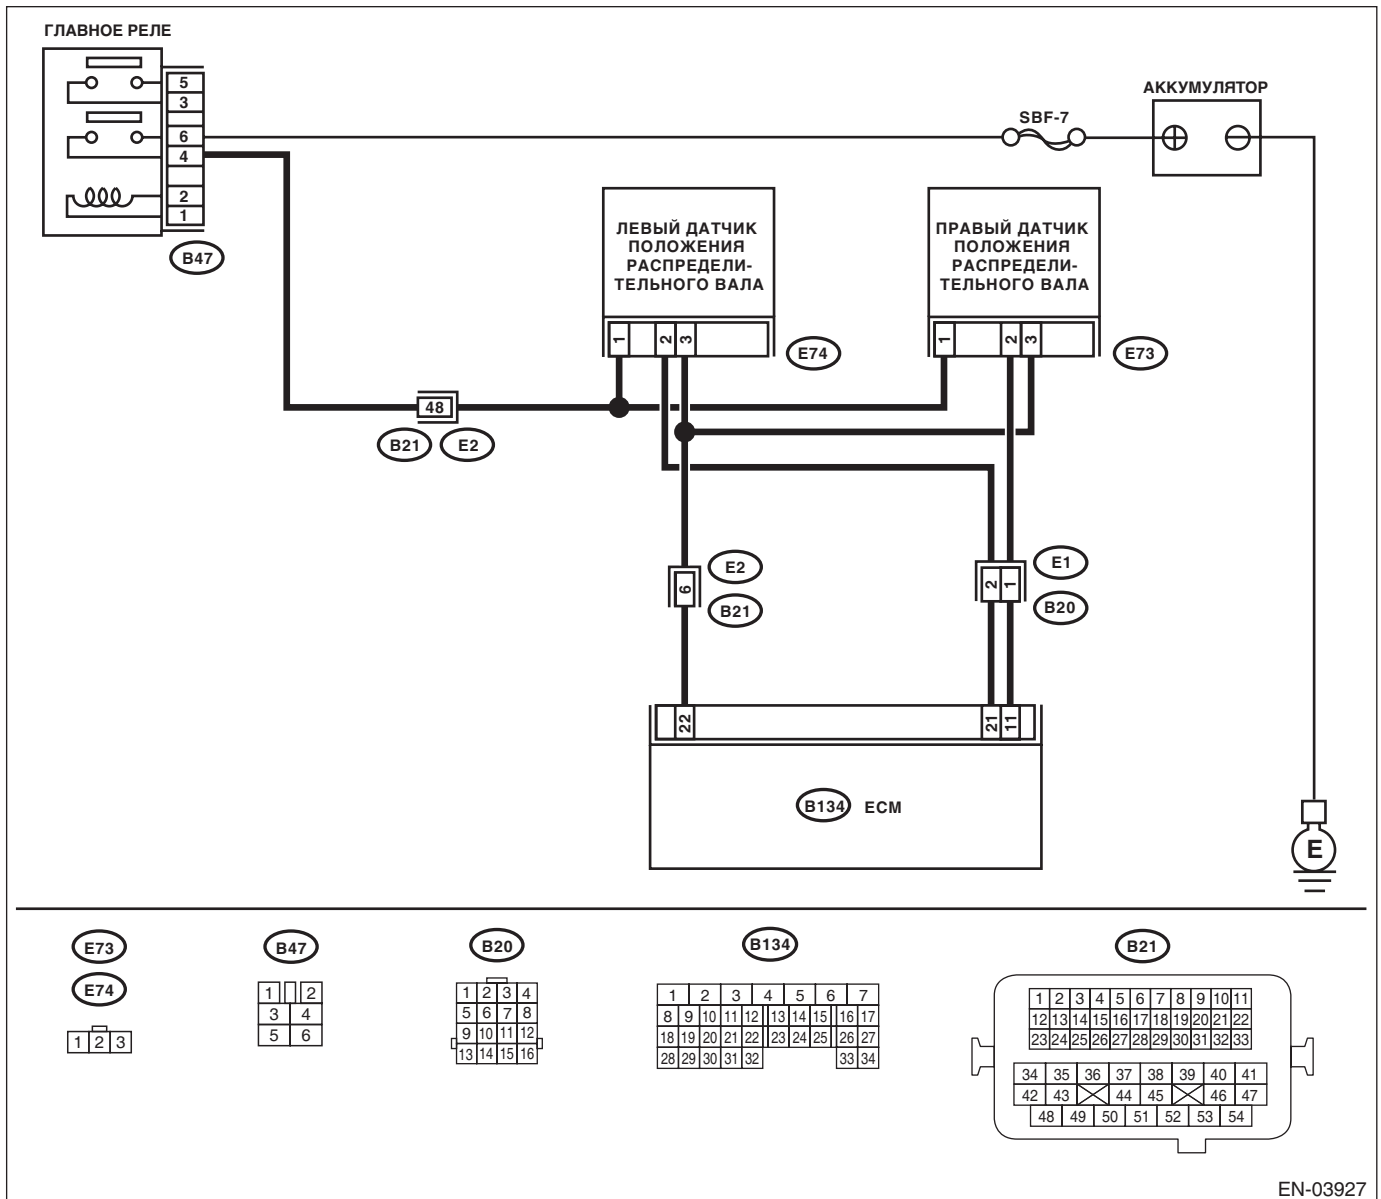 ГЛАВНОЕ РЕЛЕ
5
3
6
4
2
1
B47
SBF-7
АККУМУЛЯТОР
ЛЕВЫЙ ДАТЧИК
ПОЛОЖЕНИЯ
РАСПРЕДЕЛИ-
ТЕЛЬНОГО ВАЛА
1 2 3
E74
ПРАВЫЙ ДАТЧИК
ПОЛОЖЕНИЯ
РАСПРЕДЕЛИ-
ТЕЛЬНОГО ВАЛА
1 2 3
E73
48
B21 E2
6
E2
B21
2 1
E1
B20
22 21 11
B134 ECM
E
E73
E74
1 2 3
B47
1 2
3 4
5 6
B20
1 2 3 4
5 6 7 8
9 10 11 12
13 14 15 16
B134
1 2 3 4 5 6 7
8 9 10 11 12 13 14 15 16 17
18 19 20 21 22 23 24 25 26 27
28 29 30 31 32 33 34
B21
1 2 3 4 5 6 7 8 9 10 11
12 13 14 15 16 17 18 19 20 21 22
23 24 25 26 27 28 29 30 31 32 33
34 35 36 37 38 39 40 41
42 43 44 45 46 47
48 49 50 51 52 53 54
EN-03927